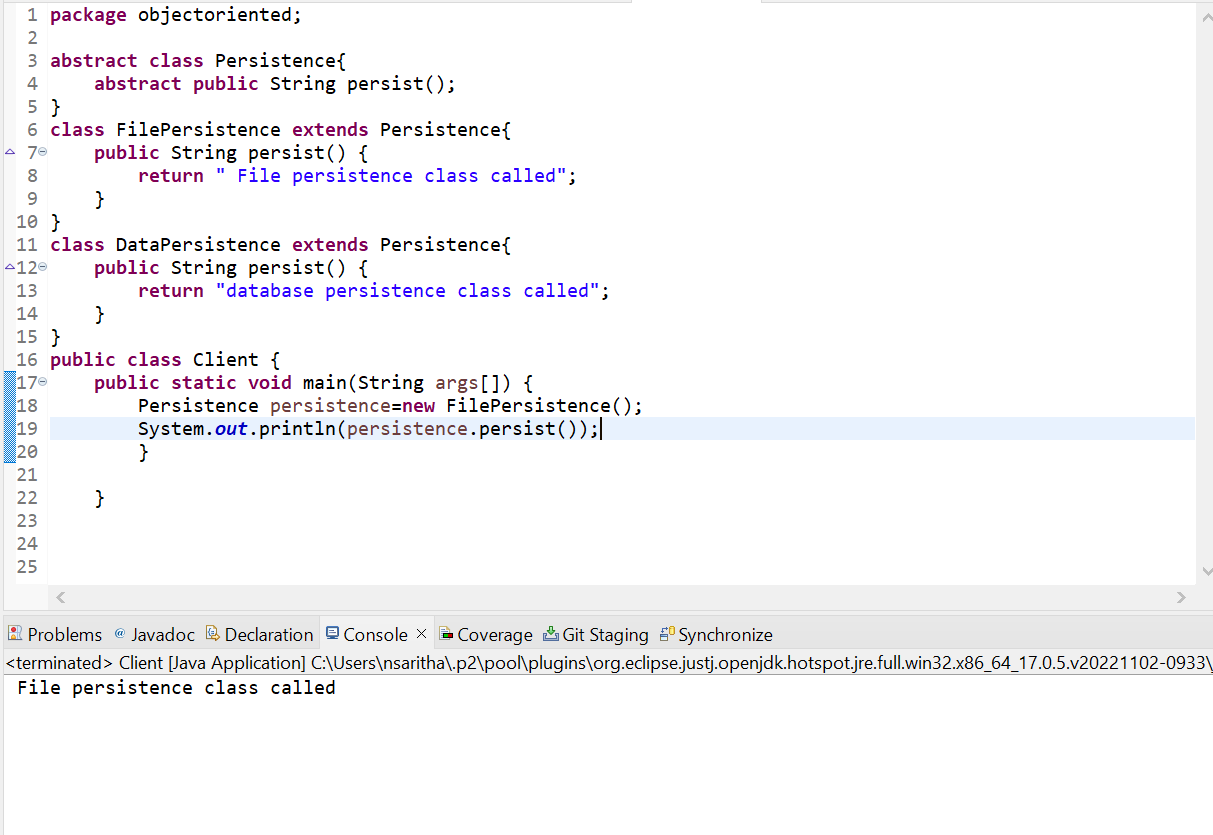 1 package objectoriented;
2
3 abstract class Persistence{
4     abstract public String persist();
5 }
6 class FilePersistence extends Persistence{
7     public String persist() {
8         return " File persistence class called";
9     }
10 }
11 class DataPersistence extends Persistence{
12     public String persist() {
13         return "database persistence class called";
14     }
15 }
16 public class Client {
17     public static void main(String args[]) {
18         Persistence persistence=new FilePersistence();
19         System.out.println(persistence.persist());
20         }
21
22     }
23
24
25
Problems @ Javadoc Declaration Console Coverage Git Staging Synchronize
<terminated> Client [Java Application] C:\Users\nsaritha\.p2\pool\plugins\org.eclipse.justj.openjdk.hotspot.jre.full.win32.x86_64_17.0.5.v20221102-0933\
 File persistence class called